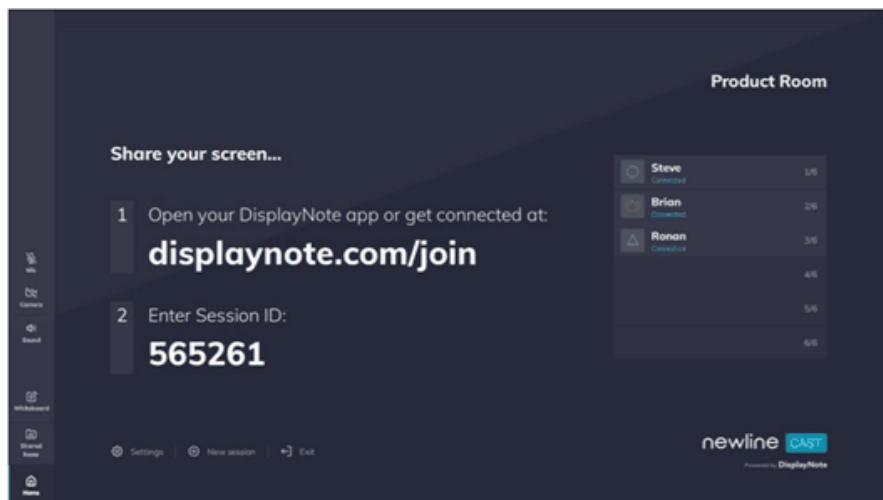 Product Room
Share your screen...
1 Open your DisplayNote app or get connected at:
displaynote.com/join
2 Enter Session ID:
565261
Steve 1/6
Connected
Brian 2/6
Connected
Ronan 3/6
Connected
4/6
5/6
6/6
Mic
Camera
Sound
Whiteboard
Shared
Home
Settings New session Exit
newline CAST
Powered by DisplayNote